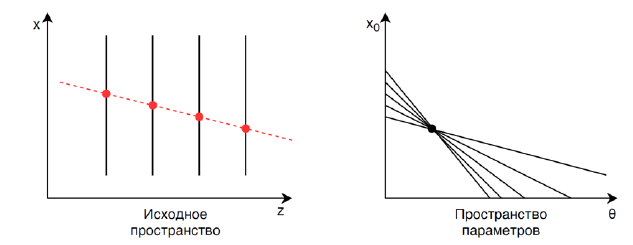 x
z
Исходное
пространство
x₀
θ
Пространство
параметров